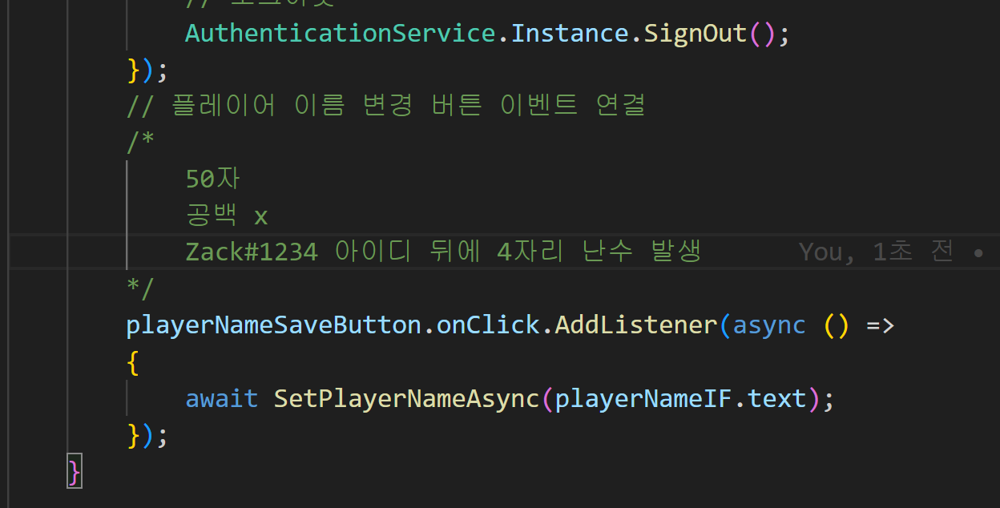 AuthenticationService.Instance.SignOut();
});
// 플레이어 이름 변경 버튼 이벤트 연결
/*
50자
공백 x
Zack#1234 아이디 뒤에 4자리 난수 발생 You, 1초 전 •
*/
playerNameSaveButton.onClick.AddListener(async () =>
{
await SetPlayerNameAsync(playerNameIF.text);
});
}